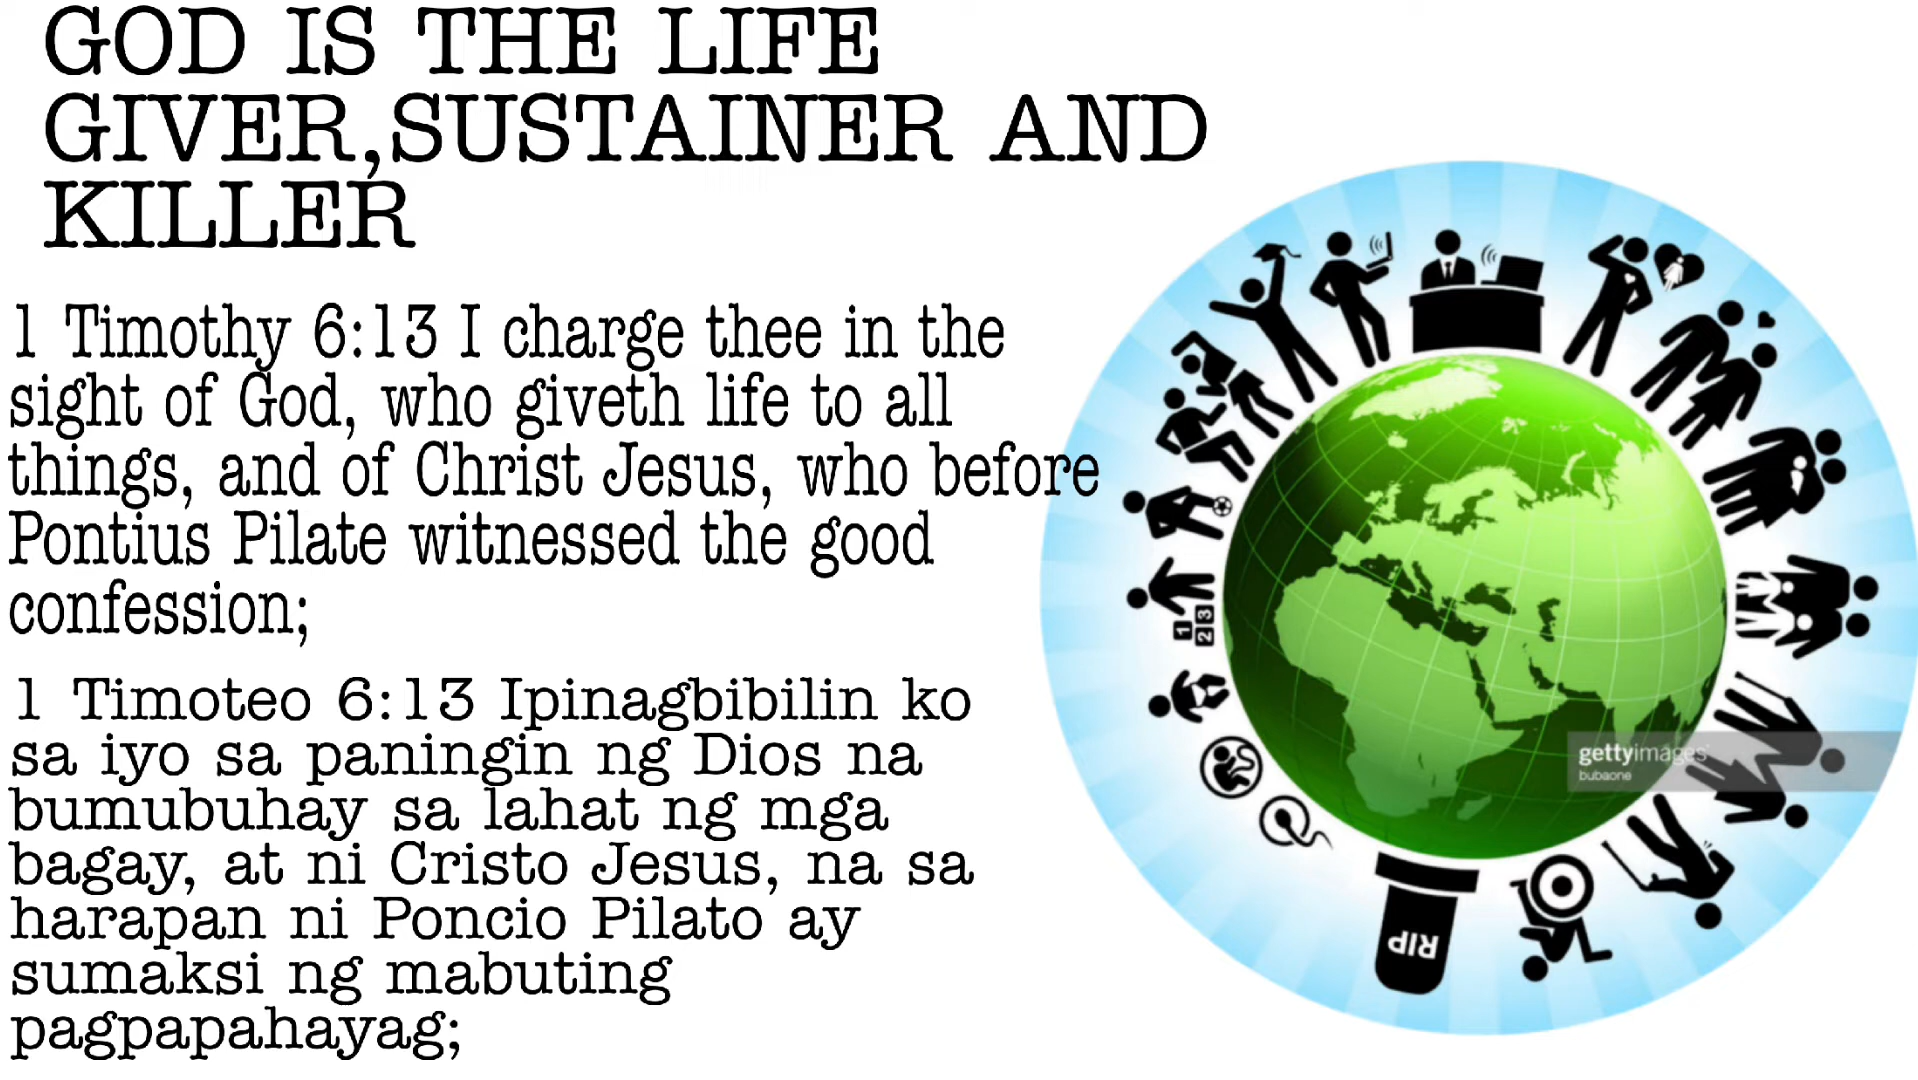 GOD IS THE LIFE
GIVER,SUSTAINER AND
KILLER
1 Timothy 6:13 I charge thee in the
sight of God, who giveth life to all
things, and of Christ Jesus, who before
Pontius Pilate witnessed the good
confession;
1 Timoteo 6:13 Ipinagbibilin ko
sa iyo sa paningin ng Dios na
bumubuhay sa lahat ng mga
bagay, at ni Cristo Jesus, na sa
harapan ni Poncio Pilato ay
sumaksi ng mabuting
pagpapahayag;
1
2 3
gettyimages
bubaone
RIP